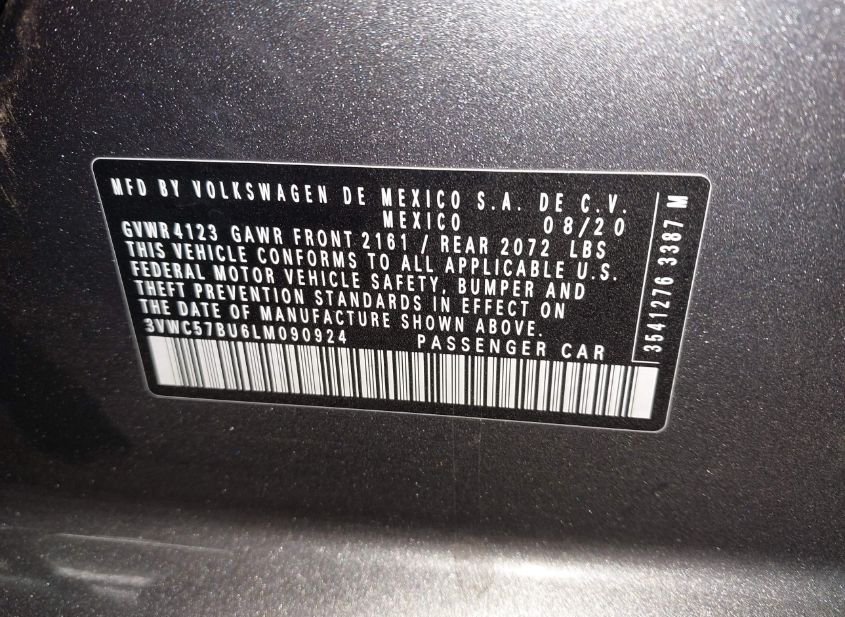 MFD BY VOLKSWAGEN DE MEXICO S.A. DE C.V.
MEXICO 08/20
GVWR 4123 GAWR FRONT 2161 / REAR 2072 LBS
THIS VEHICLE CONFORMS TO ALL APPLICABLE U.S.
FEDERAL MOTOR VEHICLE SAFETY, BUMPER AND
THEFT PREVENTION STANDARDS IN EFFECT ON
THE DATE OF MANUFACTURE SHOWN ABOVE.
3VWC57BU6LM090924 PASSENGER CAR
3541276 3387 M